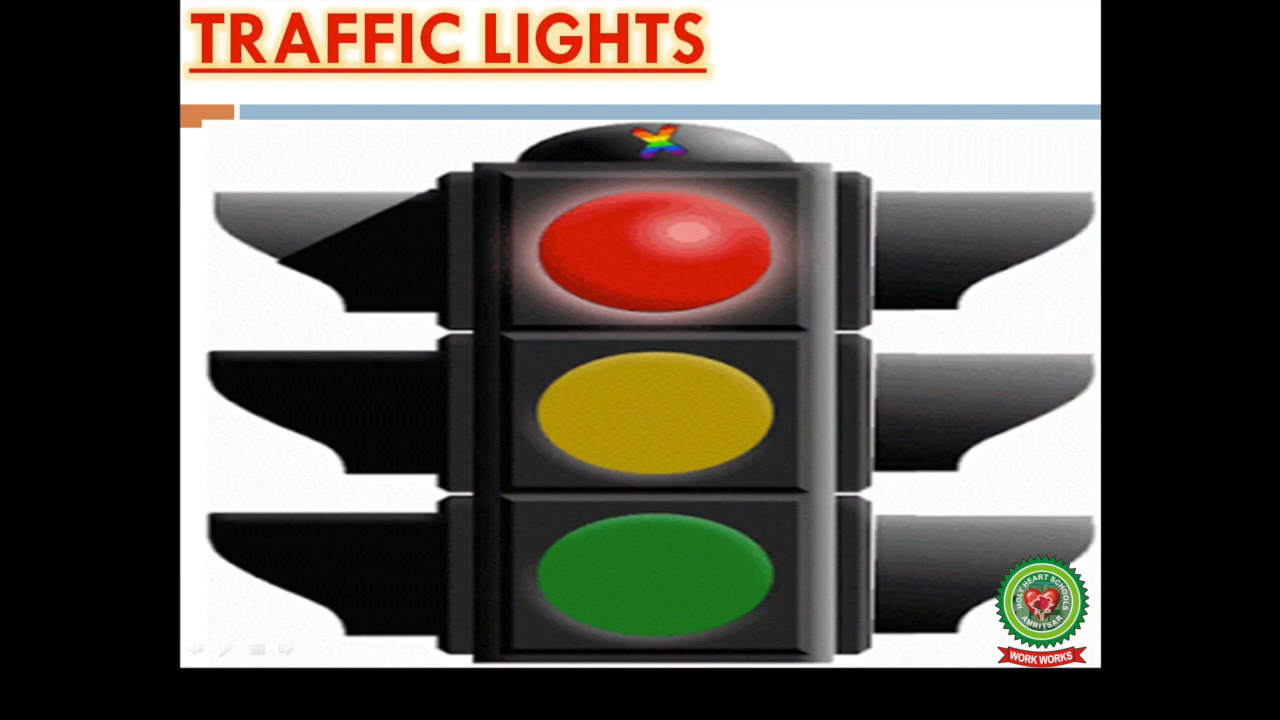 TRAFFIC LIGHTS
X
HOLY HEART SCHOOLS
AMRITSAR
WORK WORKS